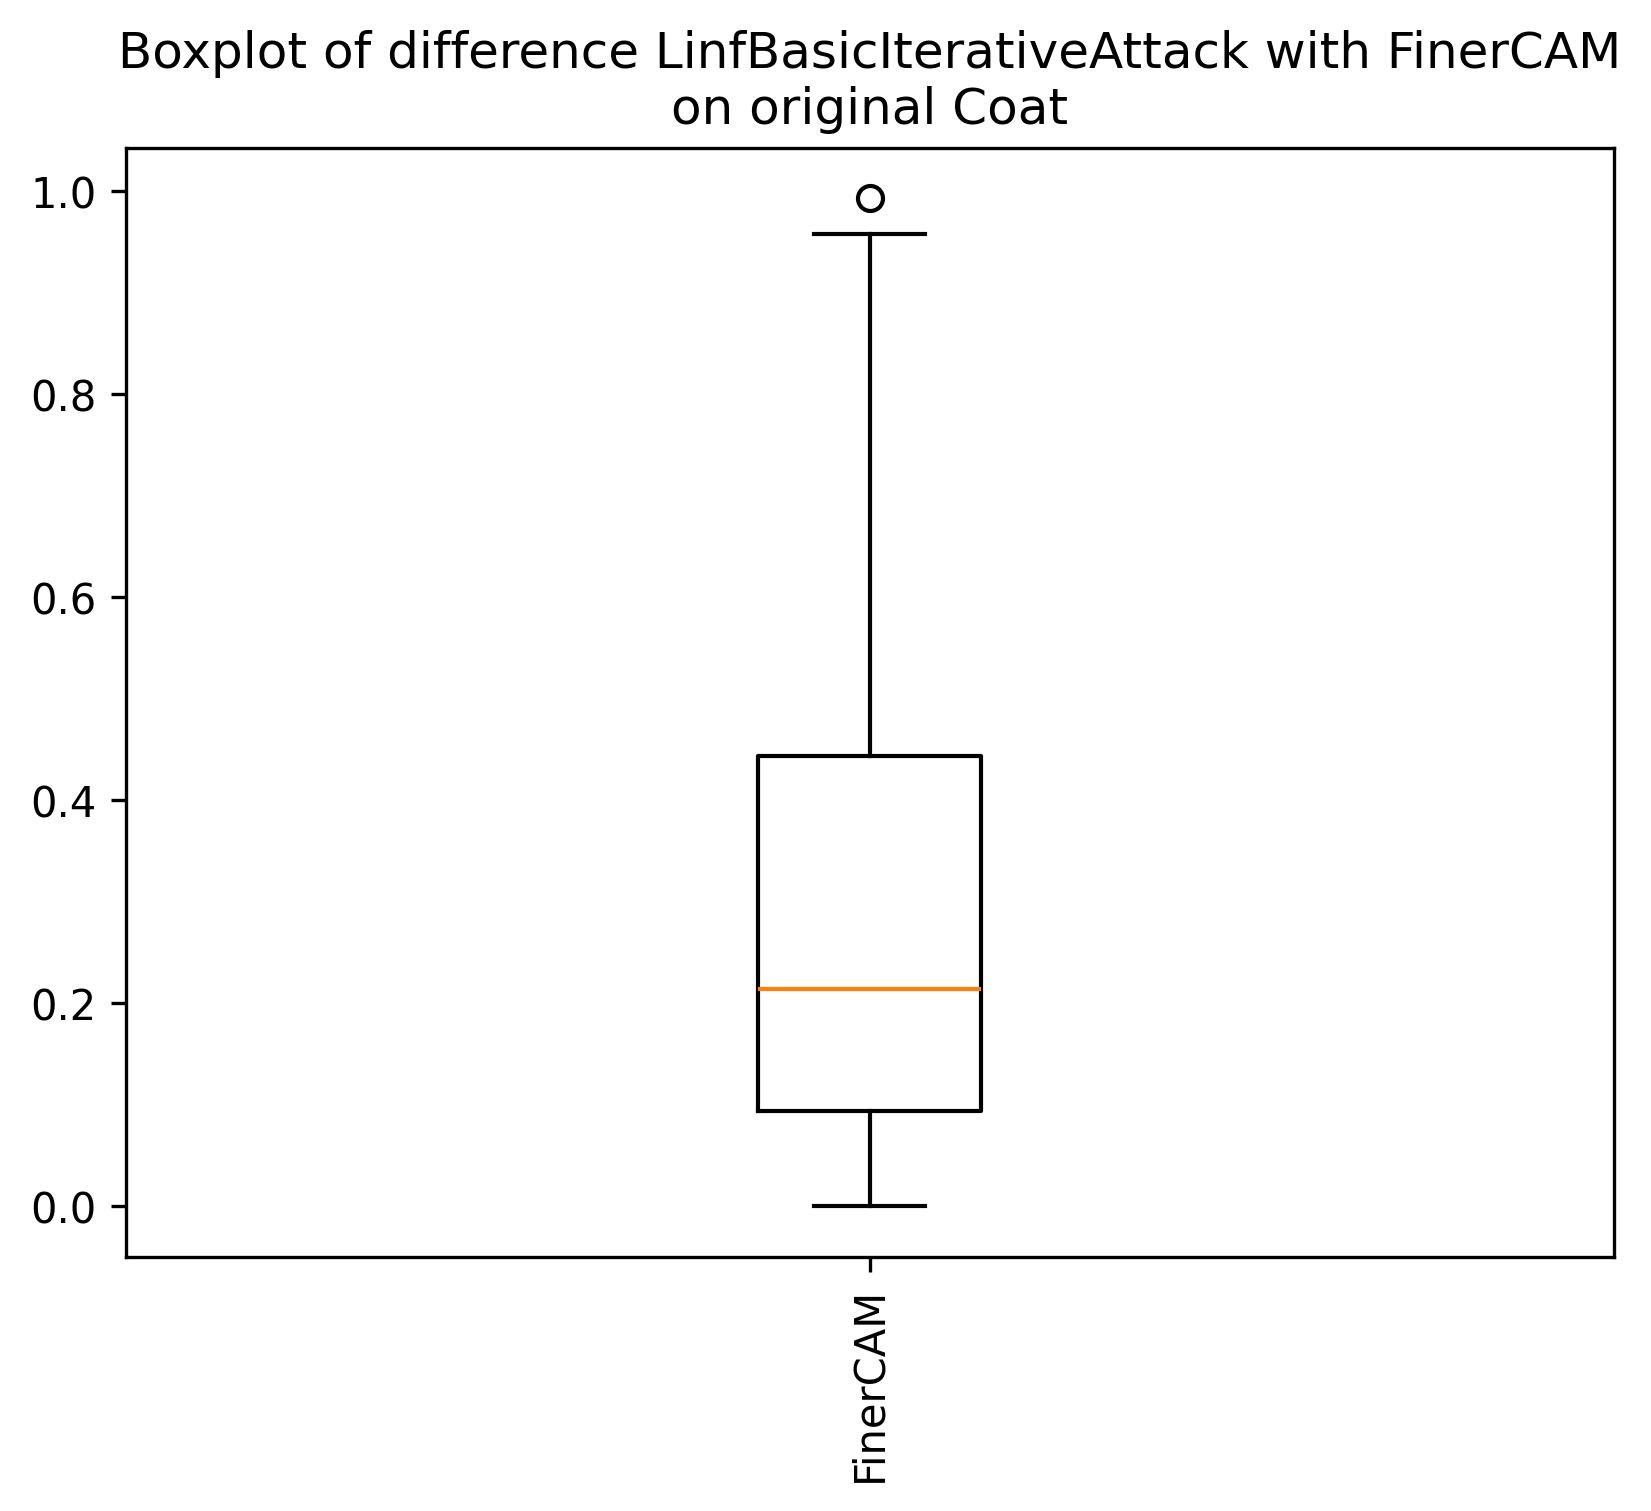 Boxplot of difference LinfBasicIterativeAttack with FinerCAM
on original Coat
1.0
0.8
0.6
0.4
0.2
0.0
FinerCAM